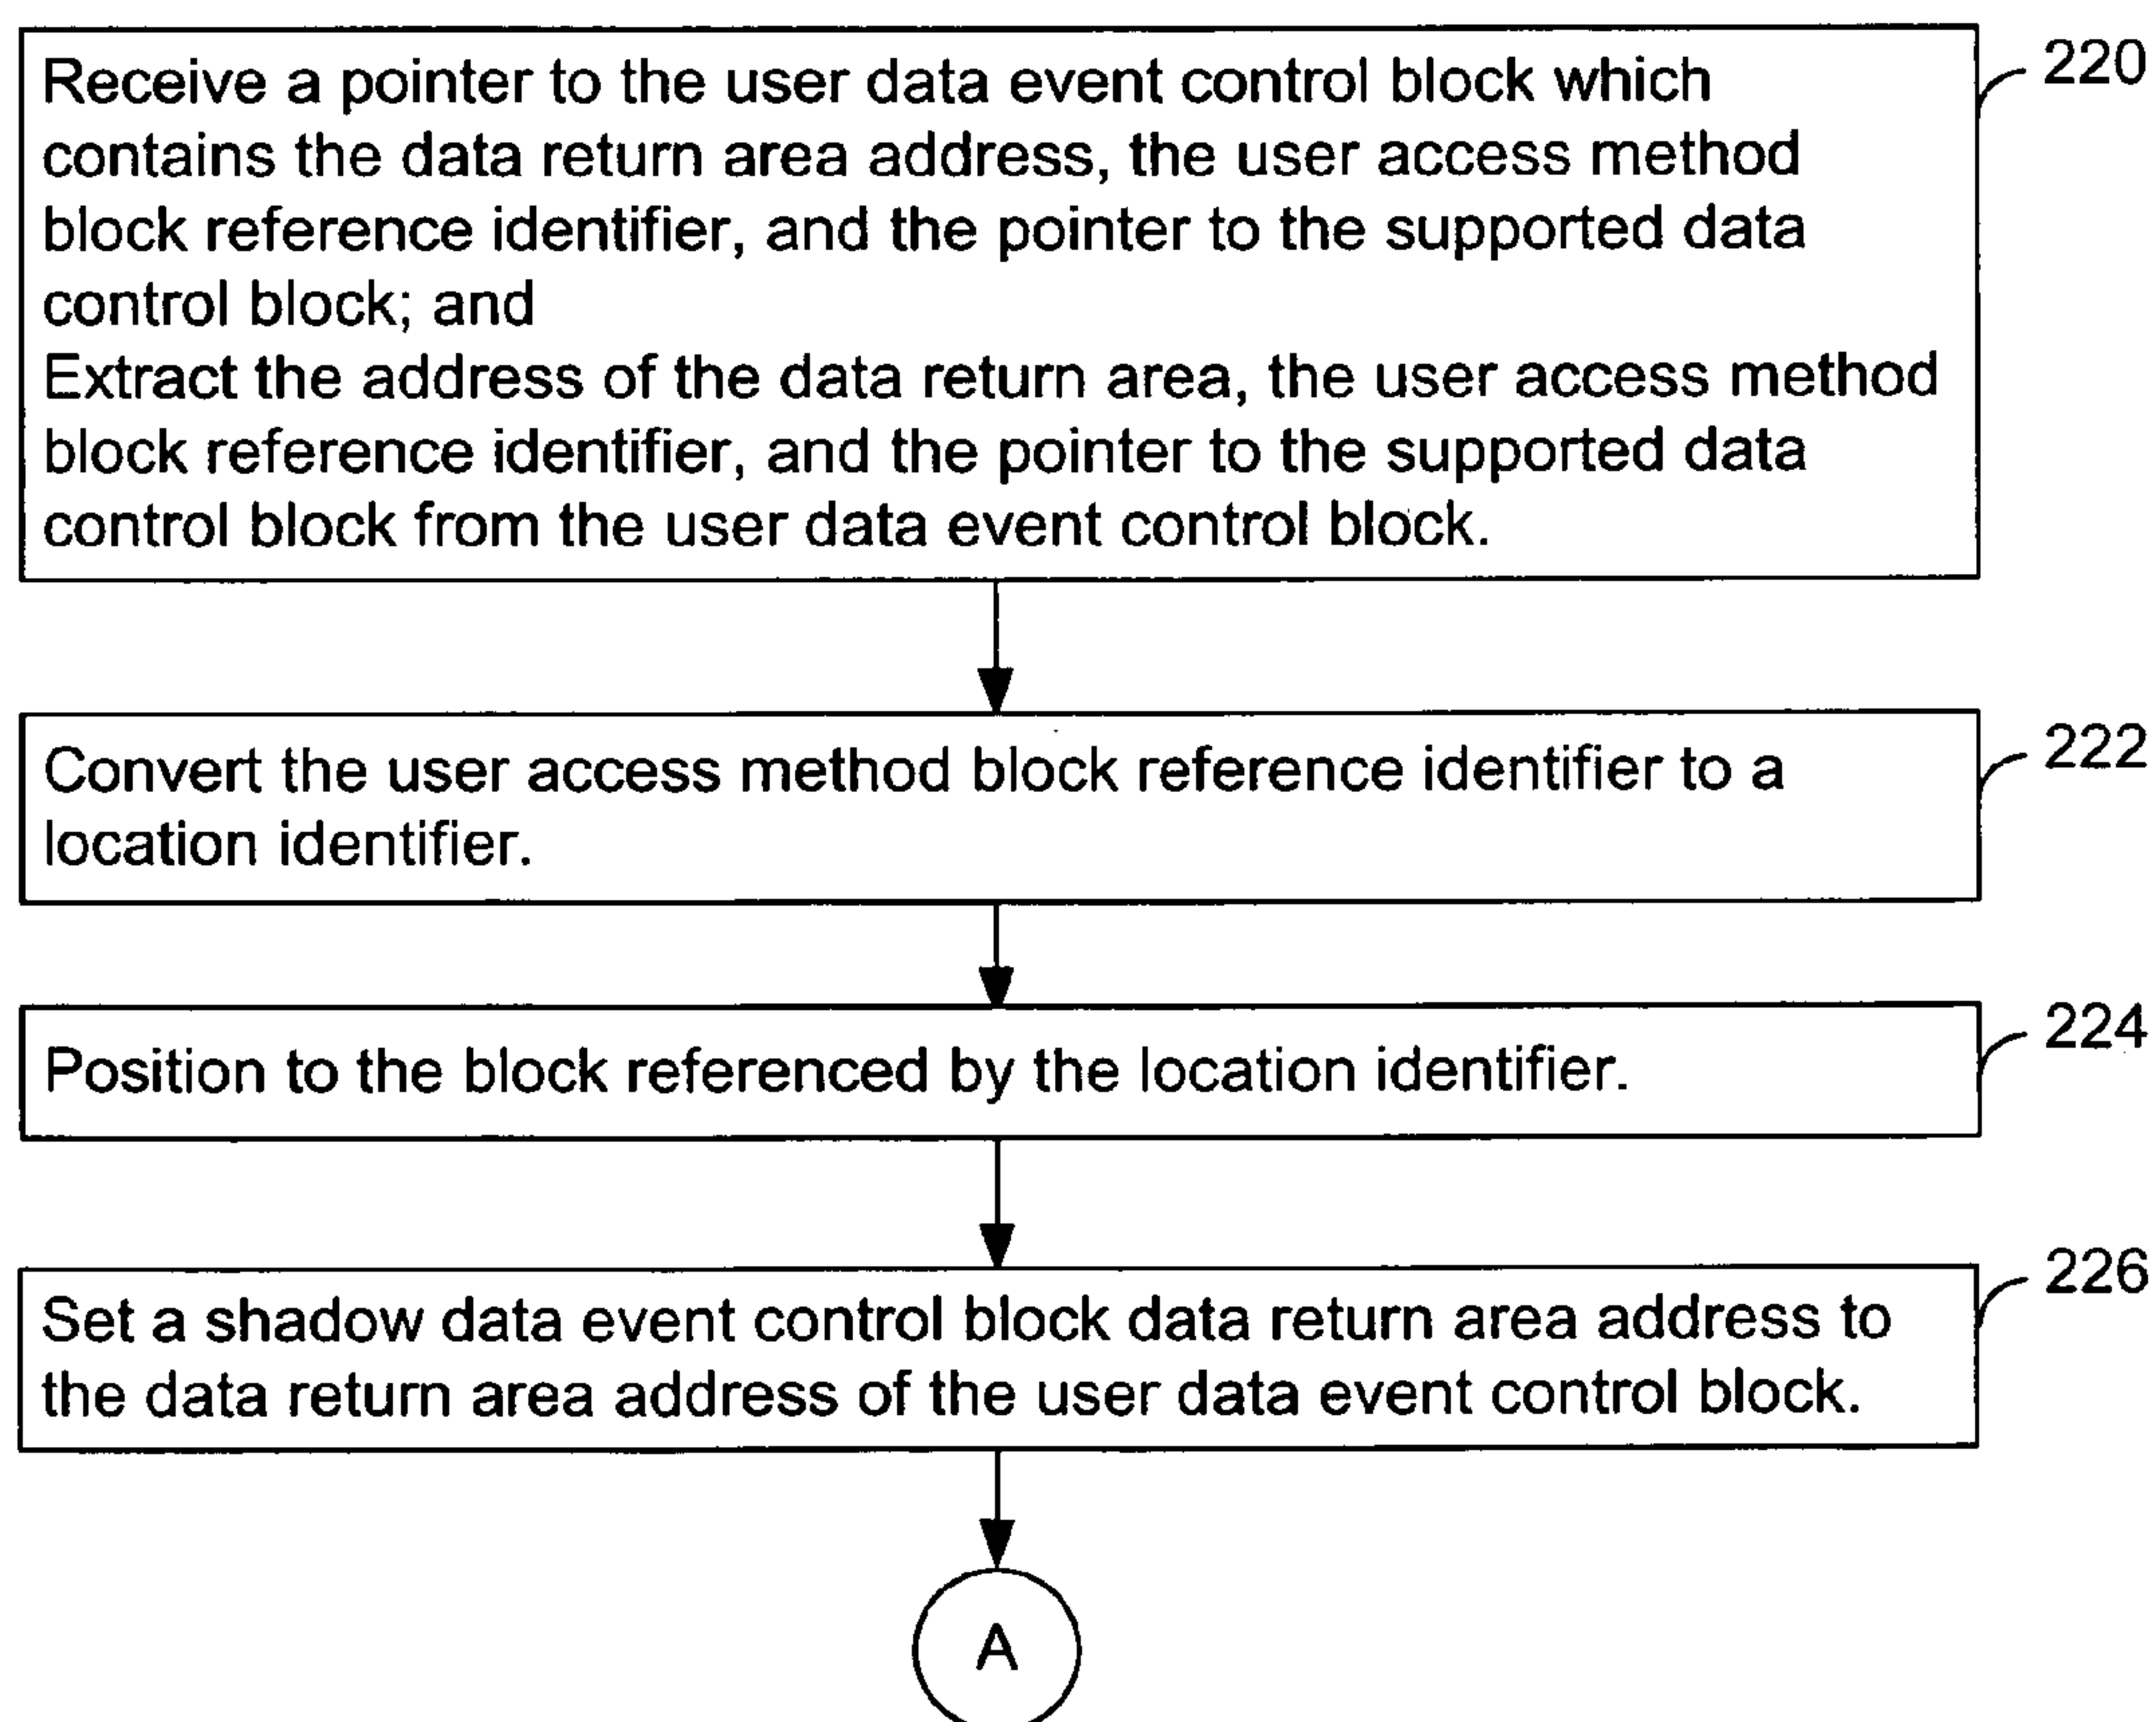 Receive a pointer to the user data event control block which
contains the data return area address, the user access method
block reference identifier, and the pointer to the supported data
control block; and
Extract the address of the data return area, the user access method
block reference identifier, and the pointer to the supported data
control block from the user data event control block.
220
Convert the user access method block reference identifier to a
location identifier.
222
Position to the block referenced by the location identifier.
224
Set a shadow data event control block data return area address to
the data return area address of the user data event control block.
226
A